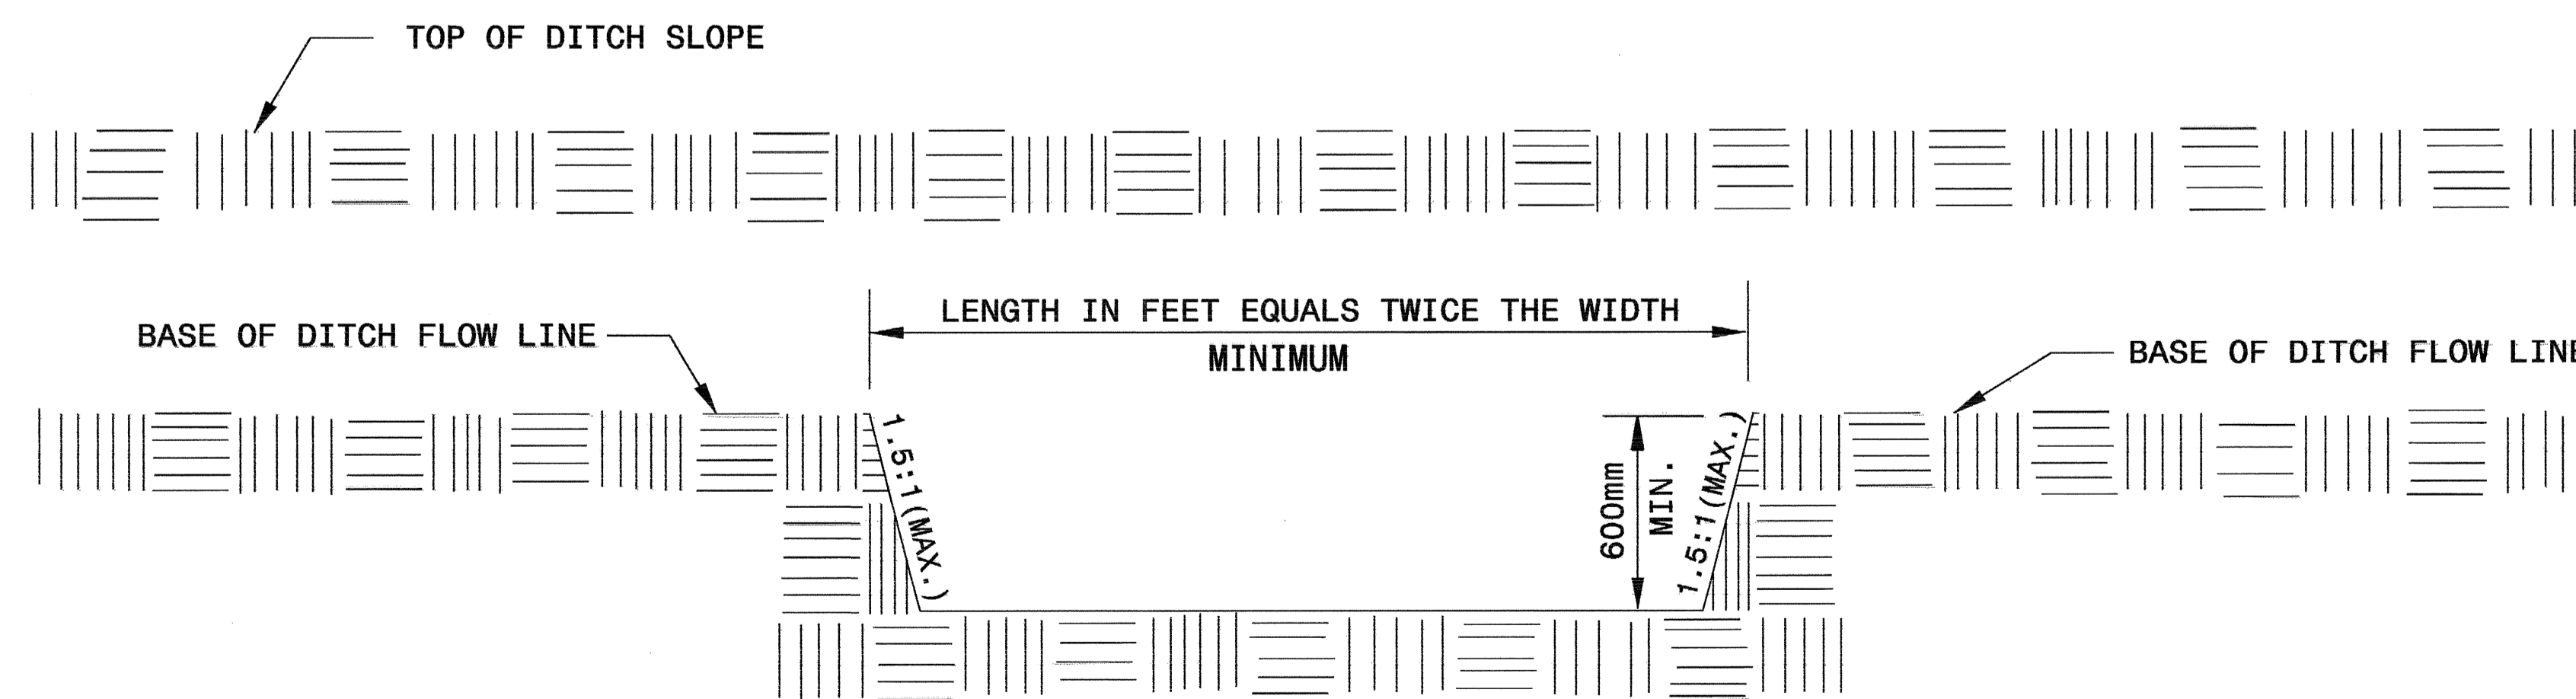 TOP OF DITCH SLOPE
LENGTH IN FEET EQUALS TWICE THE WIDTH
MINIMUM
BASE OF DITCH FLOW LINE
BASE OF DITCH FLOW LINE
1.5:1(MAX.)
600mm
MIN.
1.5:1(MAX.)